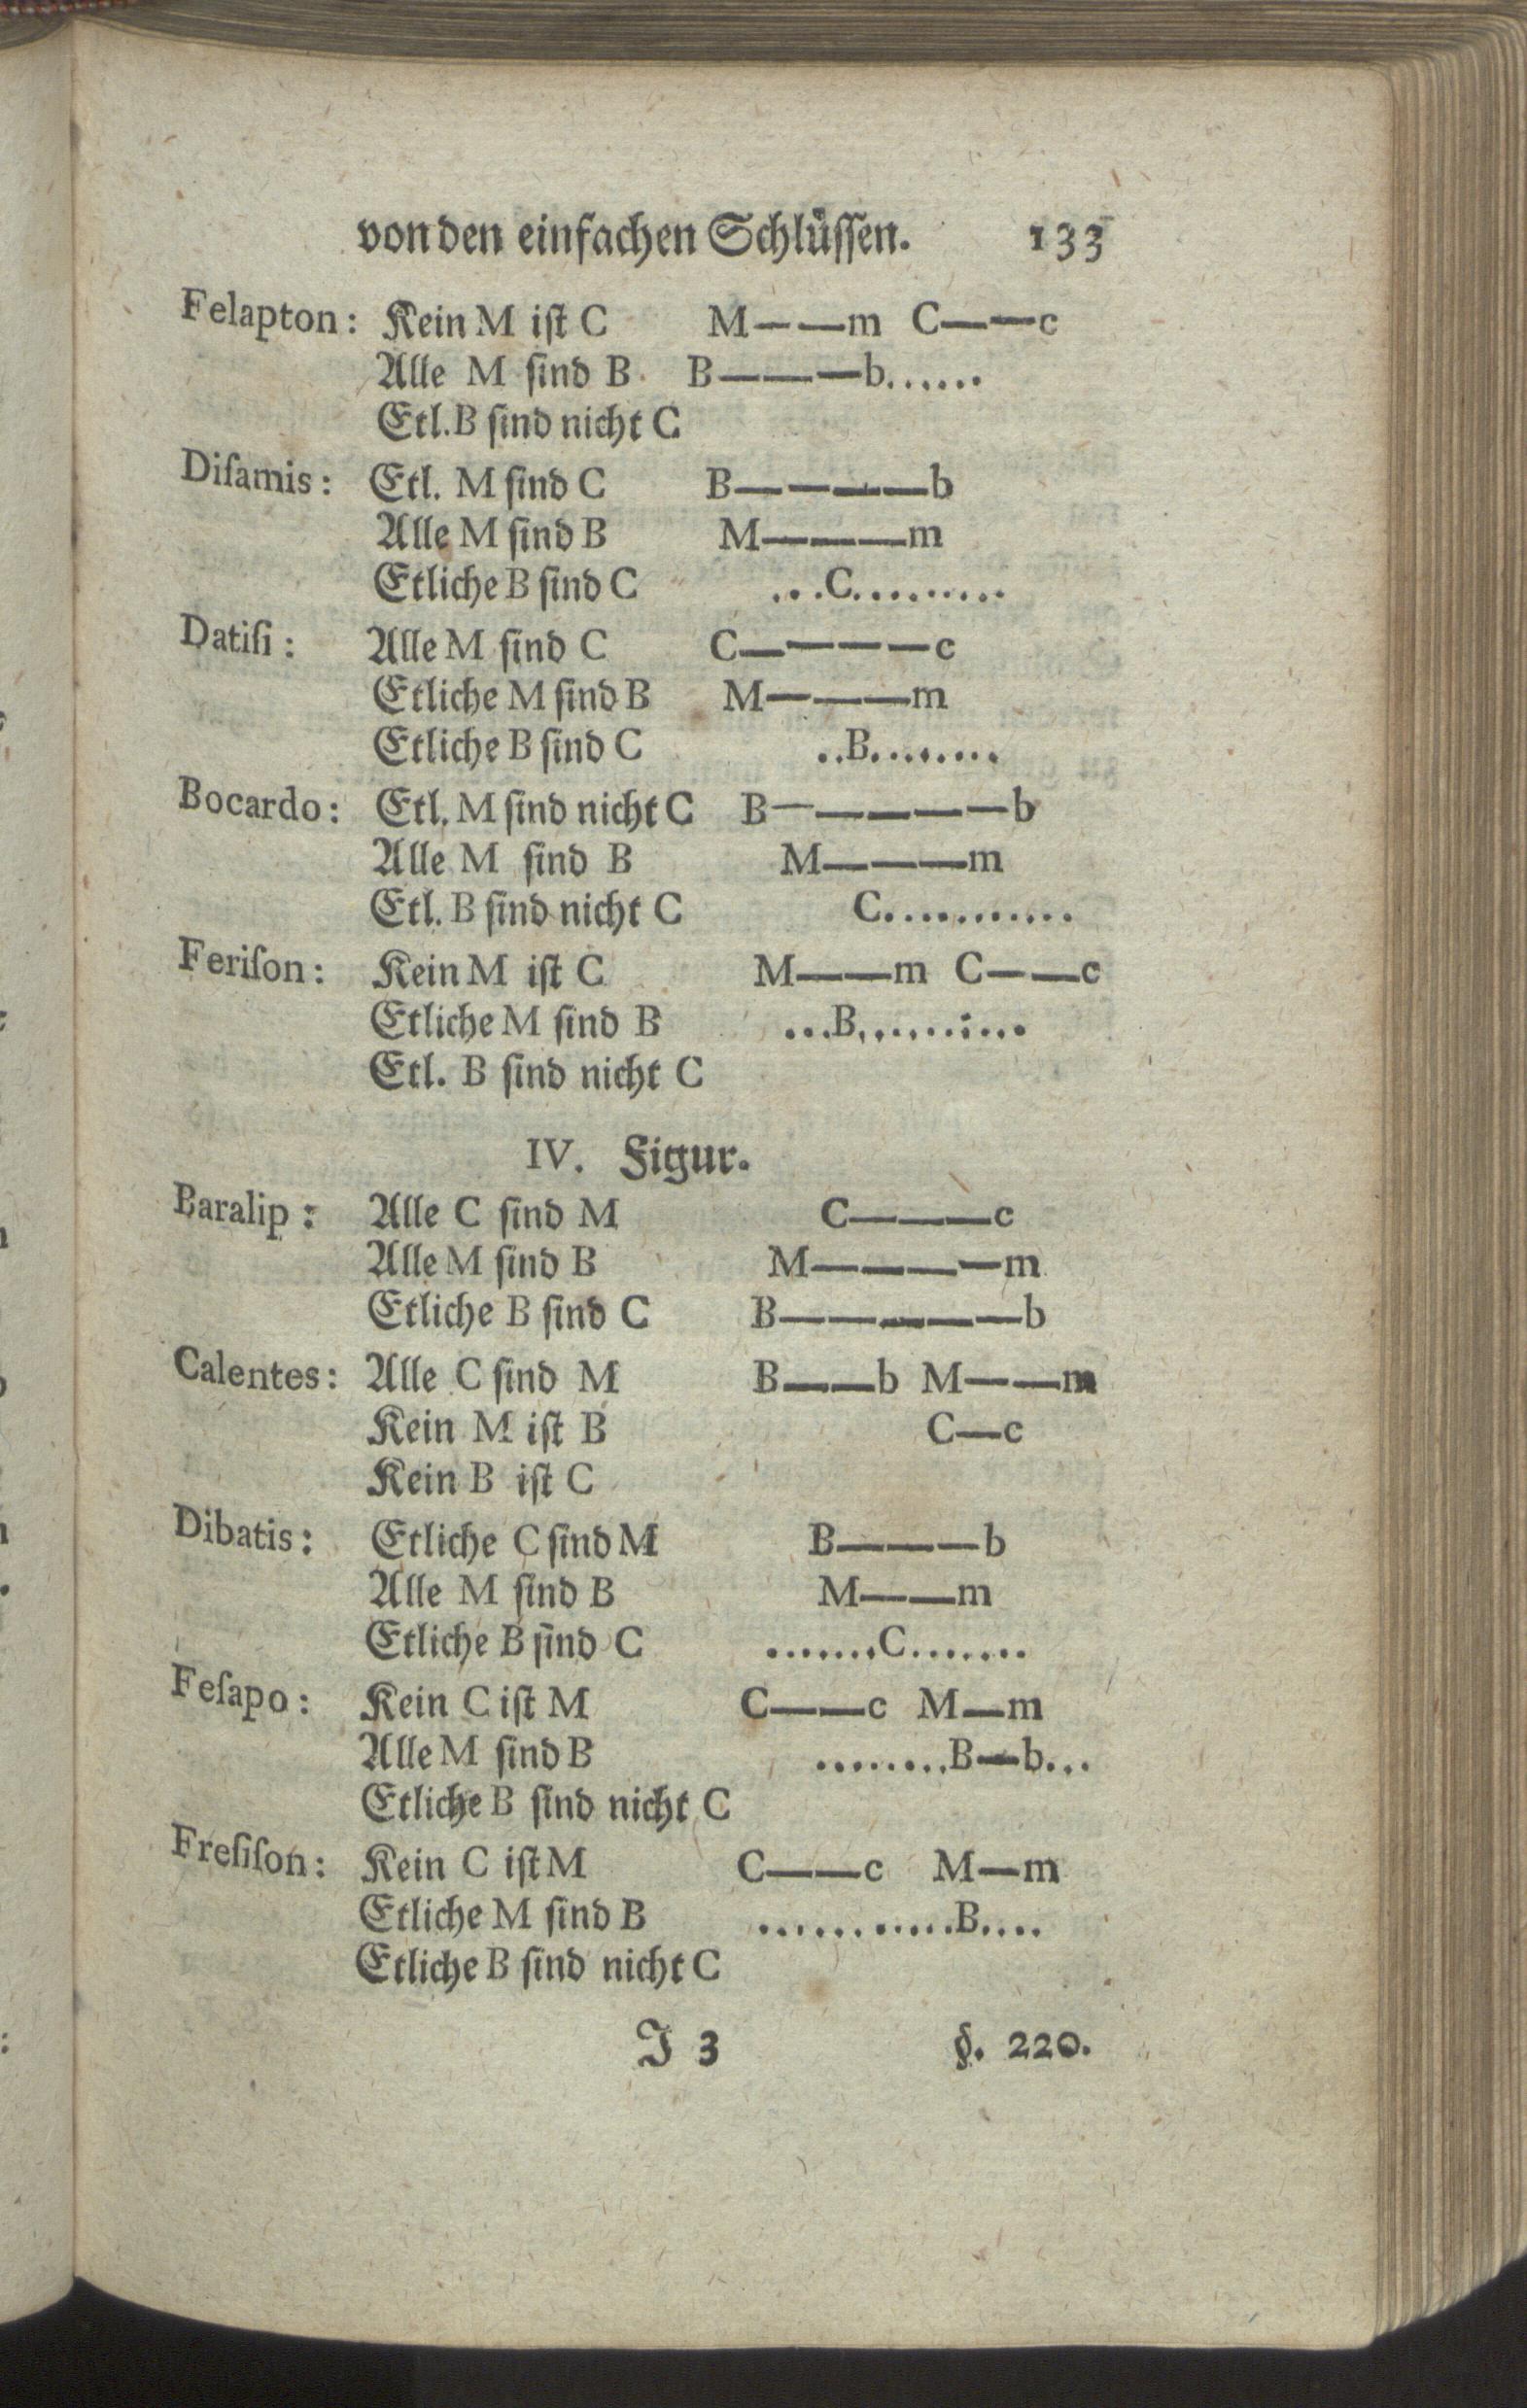 von den einfachen Schlüſſen. 133
Felapton: Kein M iſt C M— —m C— —c
Alle M ſind B B— — —b......
Etl. B ſind nicht C
Diſamis: Etl. M ſind C B— — — —b
Alle M ſind B M— — —m
Etliche B ſind C ...C.........
Datiſi: Alle M ſind C C— — — —c
Etliche M ſind B M— — —m
Etliche B ſind C ..B........
Bocardo: Etl. M ſind nicht C B— — — — —b
Alle M ſind B M— — —m
Etl. B ſind nicht C C...........
Feriſon: Kein M iſt C M— —m C— —c
Etliche M ſind B ...B..........
Etl. B ſind nicht C
IV. Figur.
Baralip: Alle C ſind M C— — —c
Alle M ſind B M— — — —m
Etliche B ſind C B— — — — —b
Calentes: Alle C ſind M B— —b M— —m
Kein M iſt B C—c
Kein B iſt C
Dibatis: Etliche C ſind M B— — —b
Alle M ſind B M— —m
Etliche B ſind C .......C.......
Feſapo: Kein C iſt M C— —c M—m
Alle M ſind B ........B—b...
Etliche B ſind nicht C
Freſiſon: Kein C iſt M C— —c M—m
Etliche M ſind B ............B....
Etliche B ſind nicht C
J 3 §. 220.